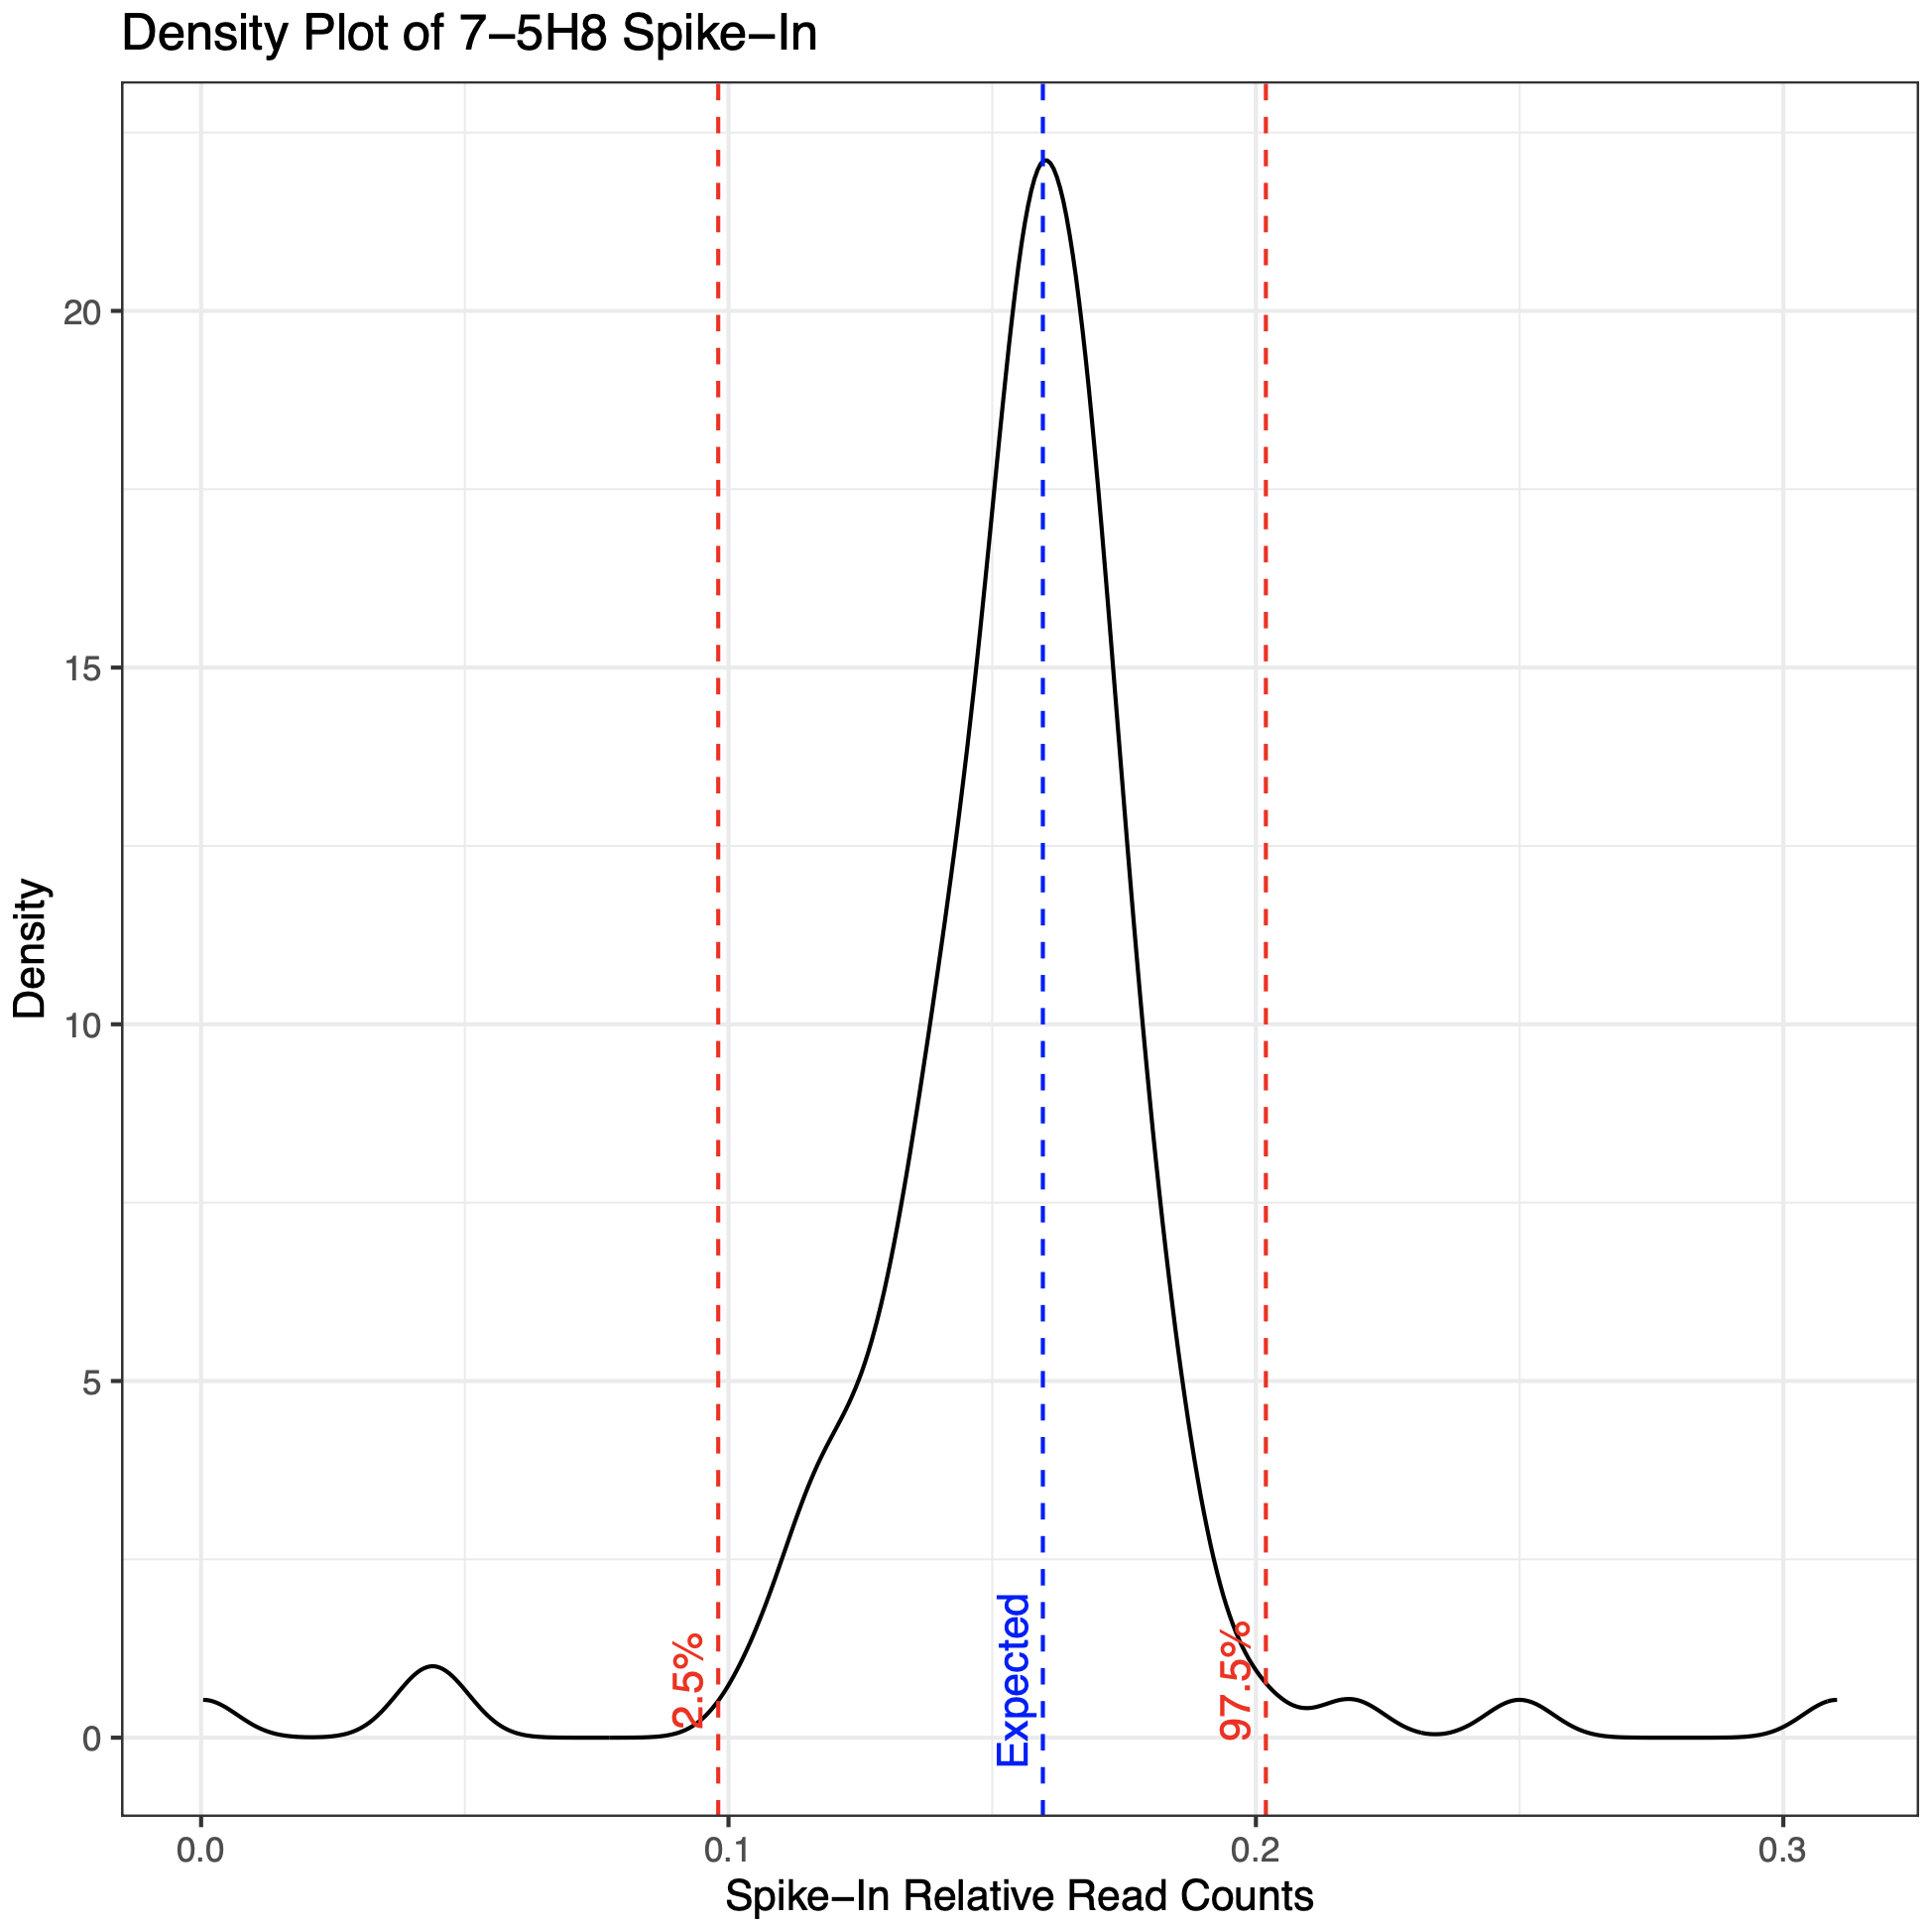 Density Plot of 7−5H8 Spike−In
Density
20
15
10
5
0
2.5%
Expected
97.5%
0.0
0.1
0.2
0.3
Spike−In Relative Read Counts